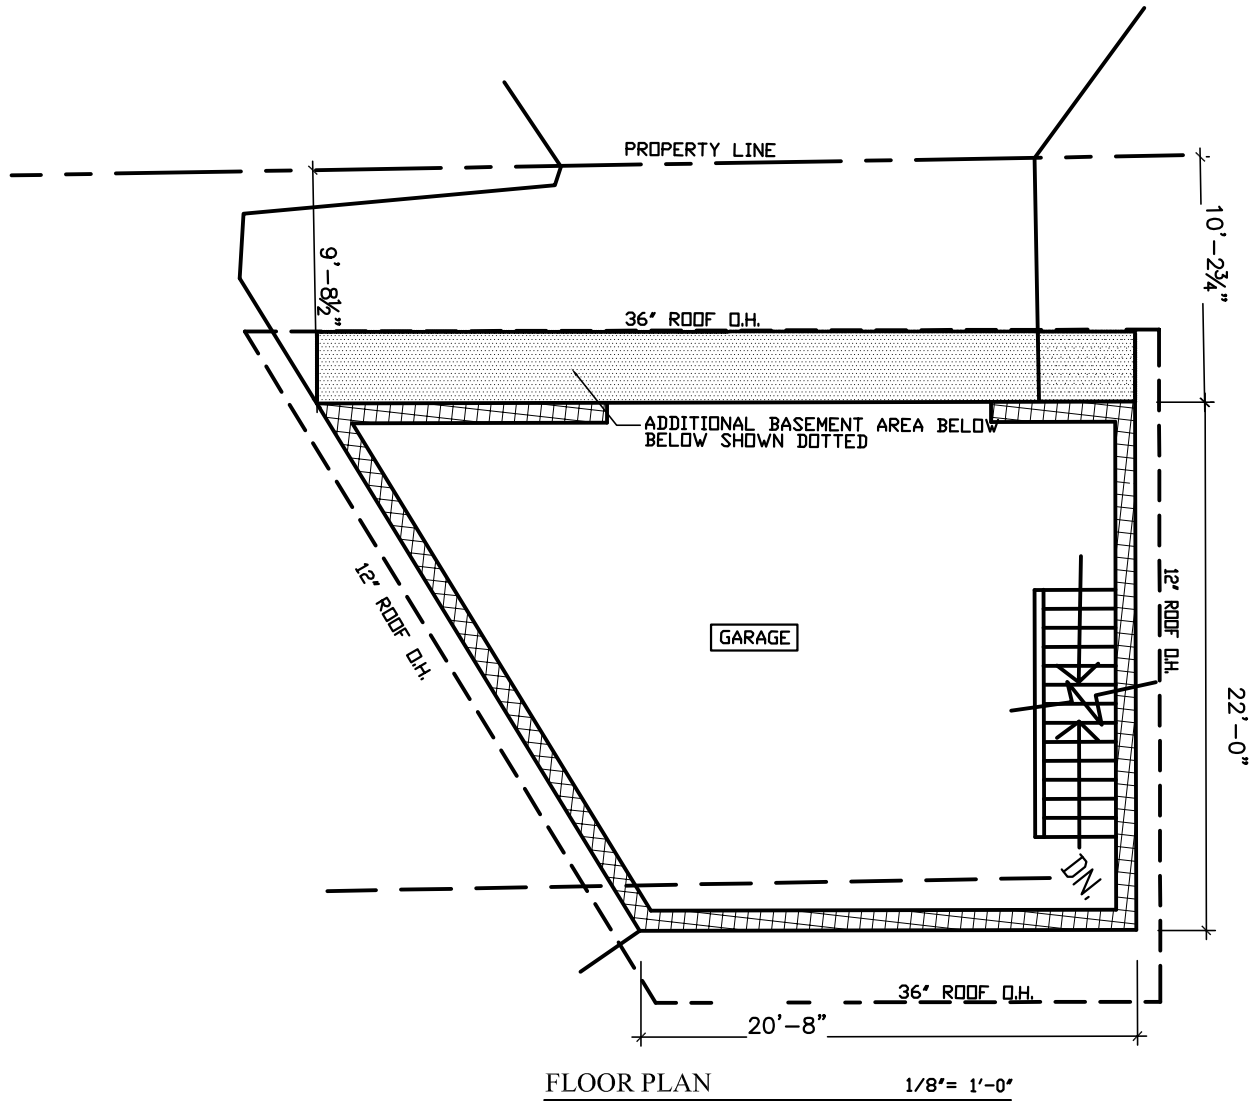 PROPERTY LINE
10'-2¾"
9'-8½"
36" ROOF O.H.
ADDITIONAL BASEMENT AREA BELOW
BELOW SHOWN DOTTED
12" ROOF O.H.
12" ROOF O.H.
GARAGE
22'-0"
DN.
36" ROOF O.H.
20'-8"
FLOOR PLAN
1/8"= 1'-0"